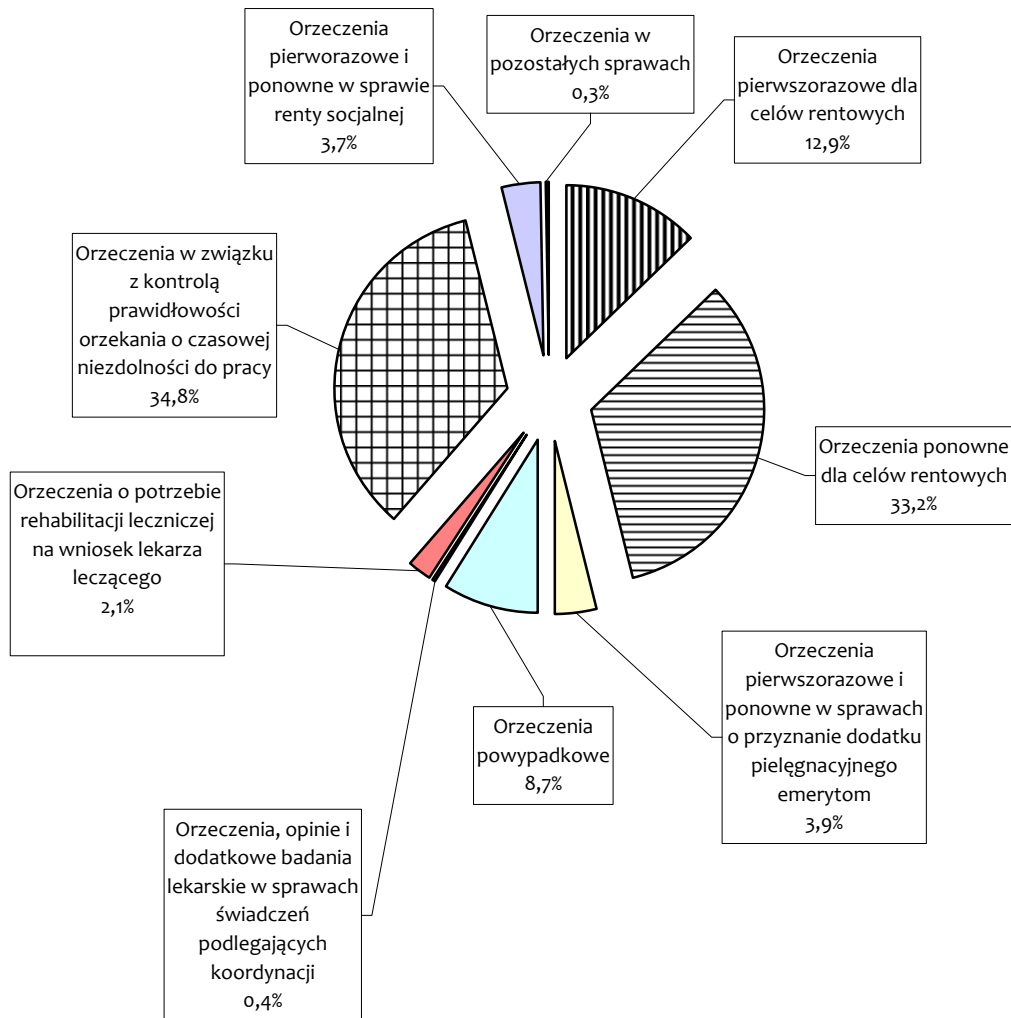 Orzeczenia
pierworazowe i
ponowne w sprawie
renty socjalnej
3,7%
Orzeczenia w
pozostałych sprawach
0,3%
Orzeczenia
pierwszorazowe dla
celów rentowych
12,9%
Orzeczenia w związku
z kontrolą
prawidłowości
orzekania o czasowej
niezdolności do pracy
34,8%
Orzeczenia ponowne
dla celów rentowych
33,2%
Orzeczenia o potrzebie
rehabilitacji leczniczej
na wniosek lekarza
leczącego
2,1%
Orzeczenia
pierwszorazowe i
ponowne w sprawach
o przyznanie dodatku
pielęgnacyjnego
emerytom
3,9%
Orzeczenia
powypadkowe
8,7%
Orzeczenia, opinie i
dodatkowe badania
lekarskie w sprawach
świadczeń
podlegających
koordynacji
0,4%